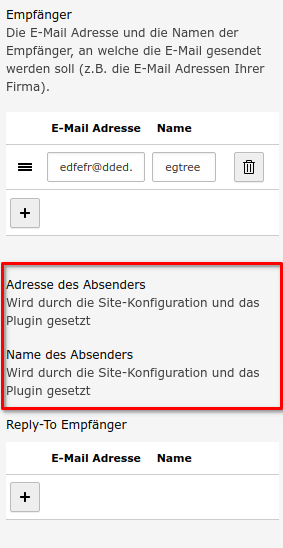 Empfänger
Die E-Mail Adresse und die Namen der
Empfänger, an welche die E-Mail gesendet
werden soll (z.B. die E-Mail Adressen Ihrer
Firma).
E-Mail Adresse Name
edfefr@dded. egtree
+
Adresse des Absenders
Wird durch die Site-Konfiguration und das
Plugin gesetzt
Name des Absenders
Wird durch die Site-Konfiguration und das
Plugin gesetzt
Reply-To Empfänger
E-Mail Adresse Name
+